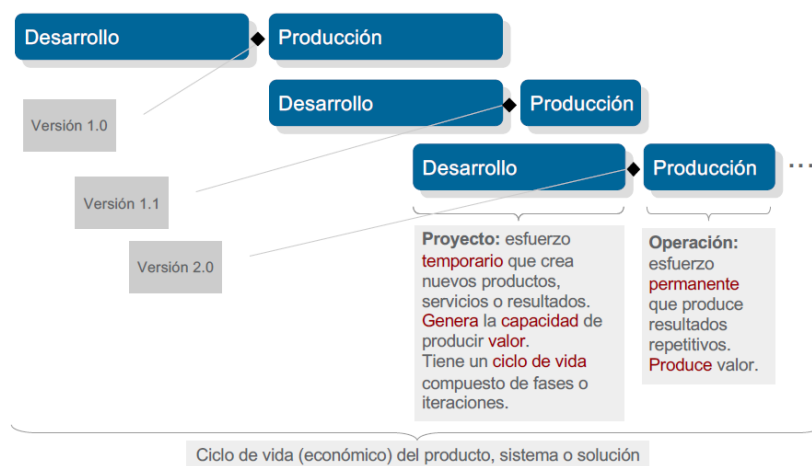 Desarrollo
Producción
Desarrollo
Producción
Versión 1.0
Desarrollo
Producción
...
Versión 1.1
Versión 2.0
Proyecto: esfuerzo
temporario que crea
nuevos productos,
servicios o resultados.
Genera la capacidad de
producir valor.
Tiene un ciclo de vida
compuesto de fases o
iteraciones.
Operación:
esfuerzo
permanente
que produce
resultados
repetitivos.
Produce valor.
Ciclo de vida (económico) del producto, sistema o solución